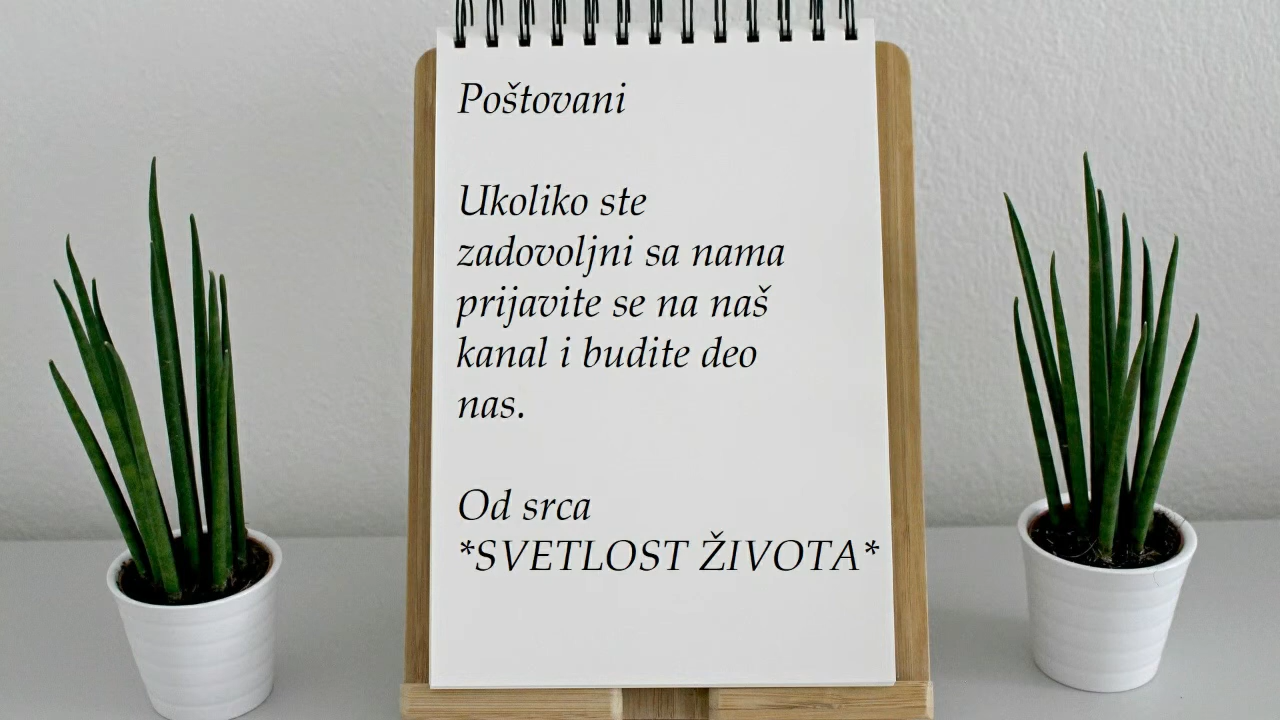 Poštovani
Ukoliko ste
zadovoljni sa nama
prijavite se na naš
kanal i budite deo
nas.
Od srca
*SVETLOST ŽIVOTA*